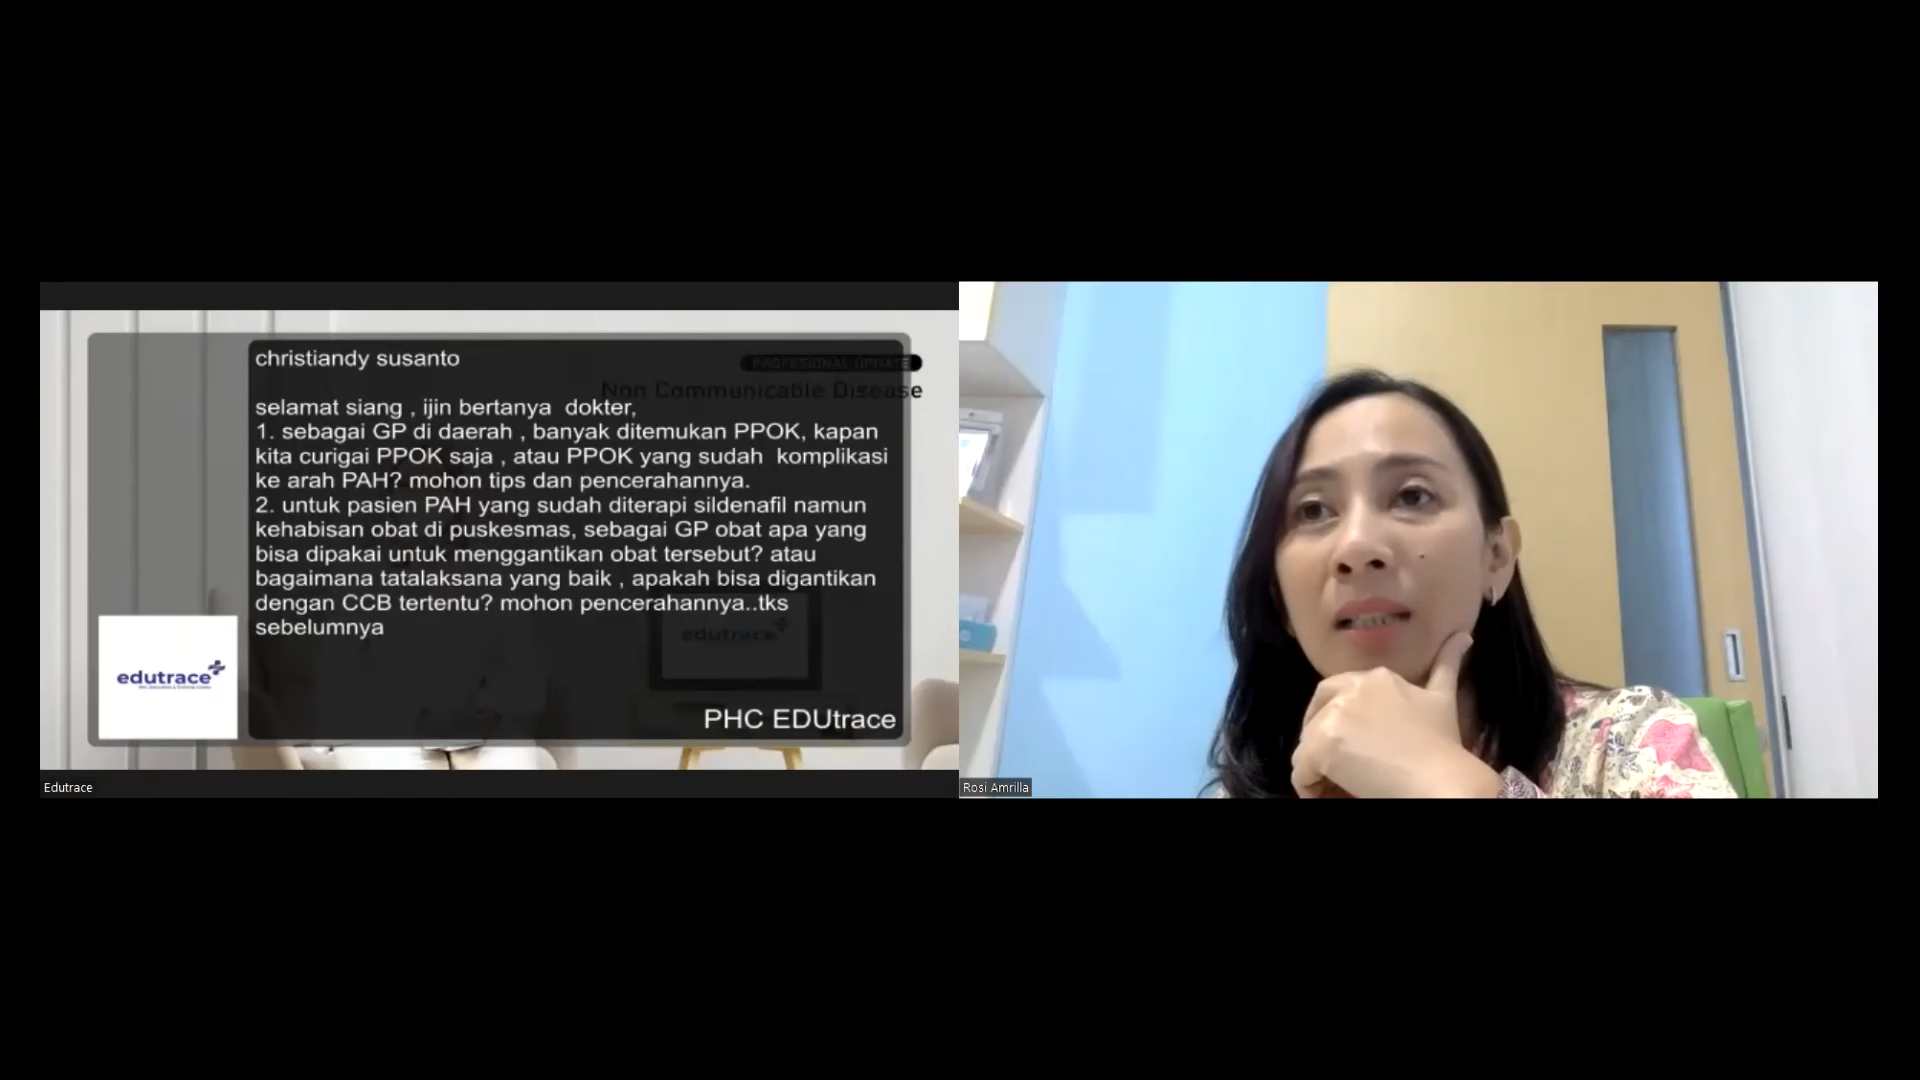 christiandy susanto
PROFESIONAL UPDATE
Non Communicable Disease
selamat siang , ijin bertanya  dokter,
1. sebagai GP di daerah , banyak ditemukan PPOK, kapan
kita curigai PPOK saja , atau PPOK yang sudah  komplikasi
ke arah PAH? mohon tips dan pencerahannya.
2. untuk pasien PAH yang sudah diterapi sildenafil namun
kehabisan obat di puskesmas, sebagai GP obat apa yang
bisa dipakai untuk menggantikan obat tersebut? atau
bagaimana tatalaksana yang baik , apakah bisa digantikan
dengan CCB tertentu? mohon pencerahannya..tks
sebelumnya
edutrace
edutrace
PHC EDUtrace
Edutrace
Rosi Amrilla